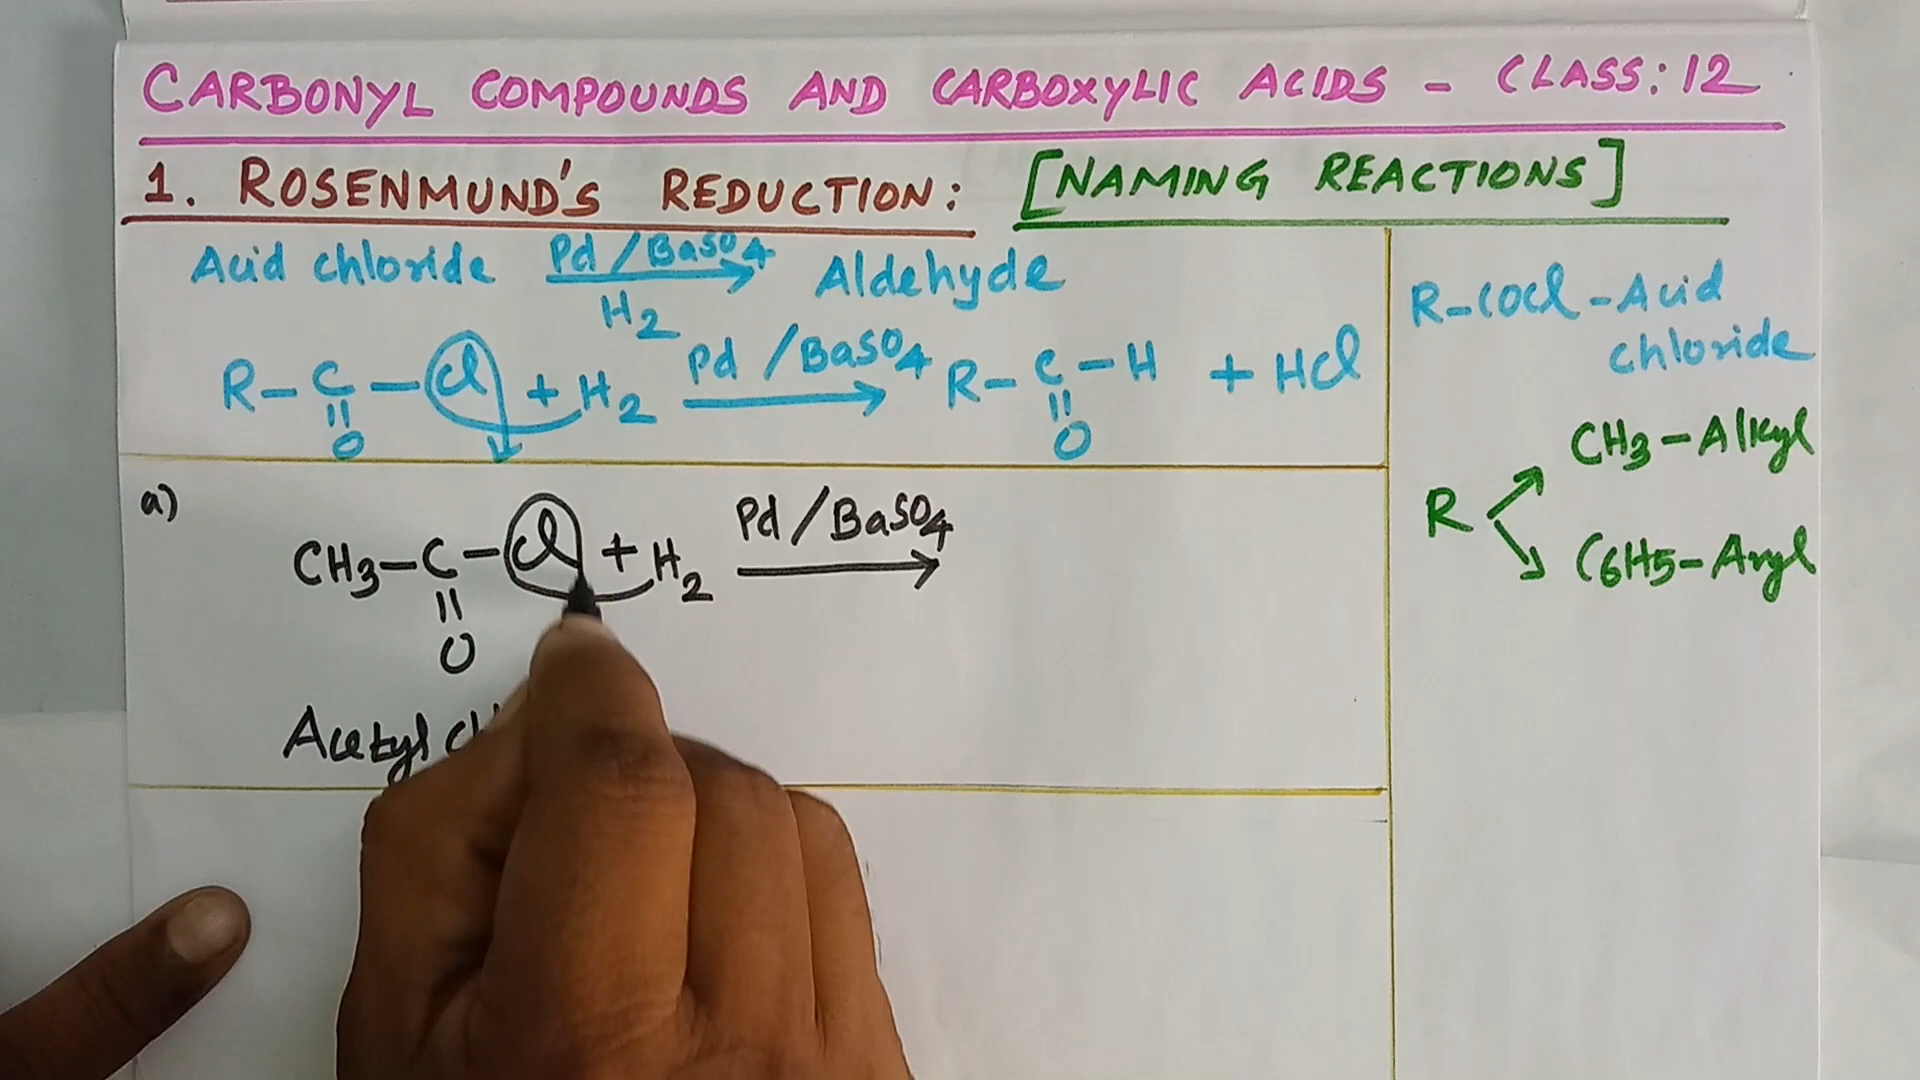 CARBONYL COMPOUNDS AND CARBOXYLIC ACIDS - CLASS: 12
1. ROSENMUND'S REDUCTION: [NAMING REACTIONS]
Acid chloride Pd/BaSO4 Aldehyde
H2
R-C-Cl + H2 Pd/BaSO4 R-C-H + HCl
O O
a)
CH3-C-Cl + H2 Pd/BaSO4
O
Acetyl
R-COCl - Acid
chloride
CH3-Alkyl
R
C6H5-Aryl